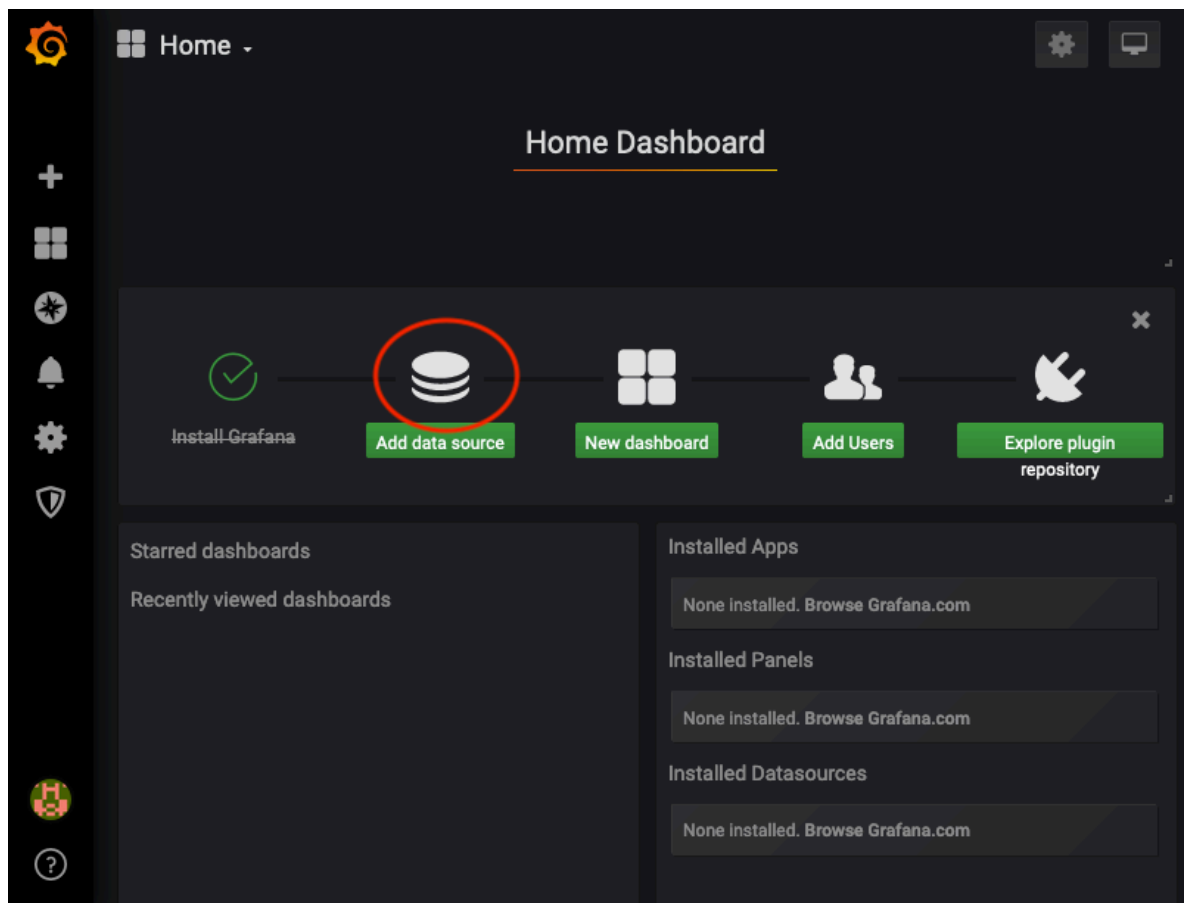 Home
Home Dashboard
Install Grafana
Add data source
New dashboard
Add Users
Explore plugin
repository
Starred dashboards
Recently viewed dashboards
Installed Apps
None installed. Browse Grafana.com
Installed Panels
None installed. Browse Grafana.com
Installed Datasources
None installed. Browse Grafana.com